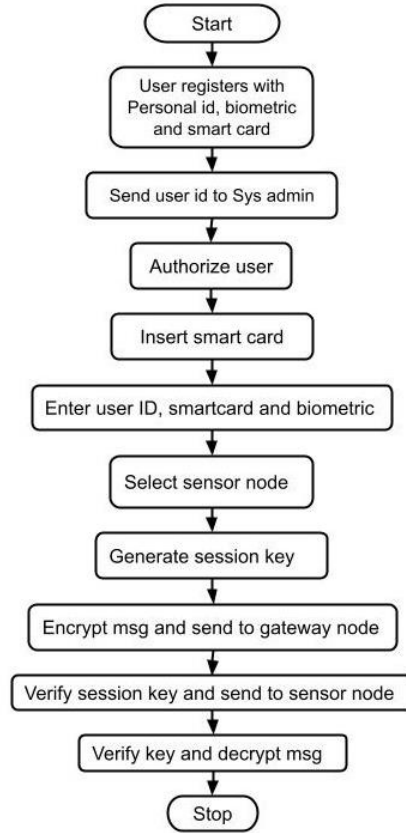 Start
User registers with
Personal id, biometric
and smart card
Send user id to Sys admin
Authorize user
Insert smart card
Enter user ID, smartcard and biometric
Select sensor node
Generate session key
Encrypt msg and send to gateway node
Verify session key and send to sensor node
Verify key and decrypt msg
Stop